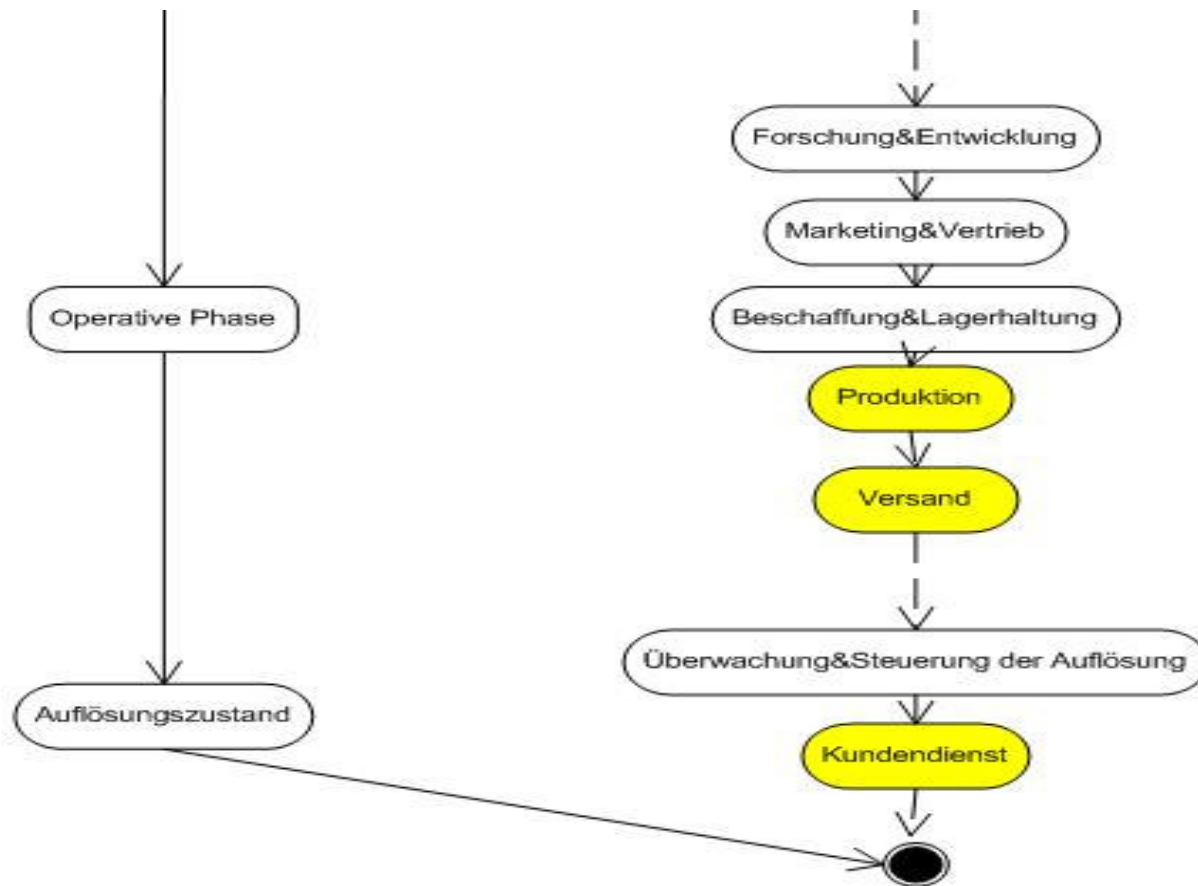 Forschung&Entwicklung
Marketing&Vertrieb
Operative Phase
Beschaffung&Lagerhaltung
Produktion
Versand
Überwachung&Steuerung der Auflösung
Auflösungszustand
Kundendienst